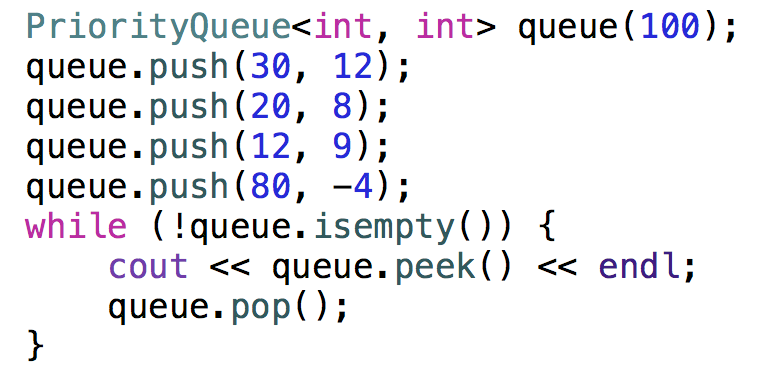 PriorityQueue<int, int> queue(100);
queue.push(30, 12);
queue.push(20, 8);
queue.push(12, 9);
queue.push(80, -4);
while (!queue.isempty()) {
    cout << queue.peek() << endl;
    queue.pop();
}